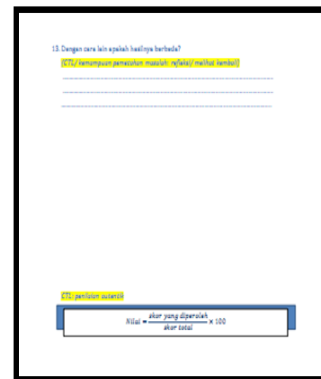 13. Dengan cara lain apakah hasilnya berbeda?
(CTL/ kemampuan pemecahan masalah: refleksi/ melihat kembali)
................................................................................
................................................................................
................................................................................
CTL: penilaian autentik
Nilai = skor yang diperoleh / skor total × 100